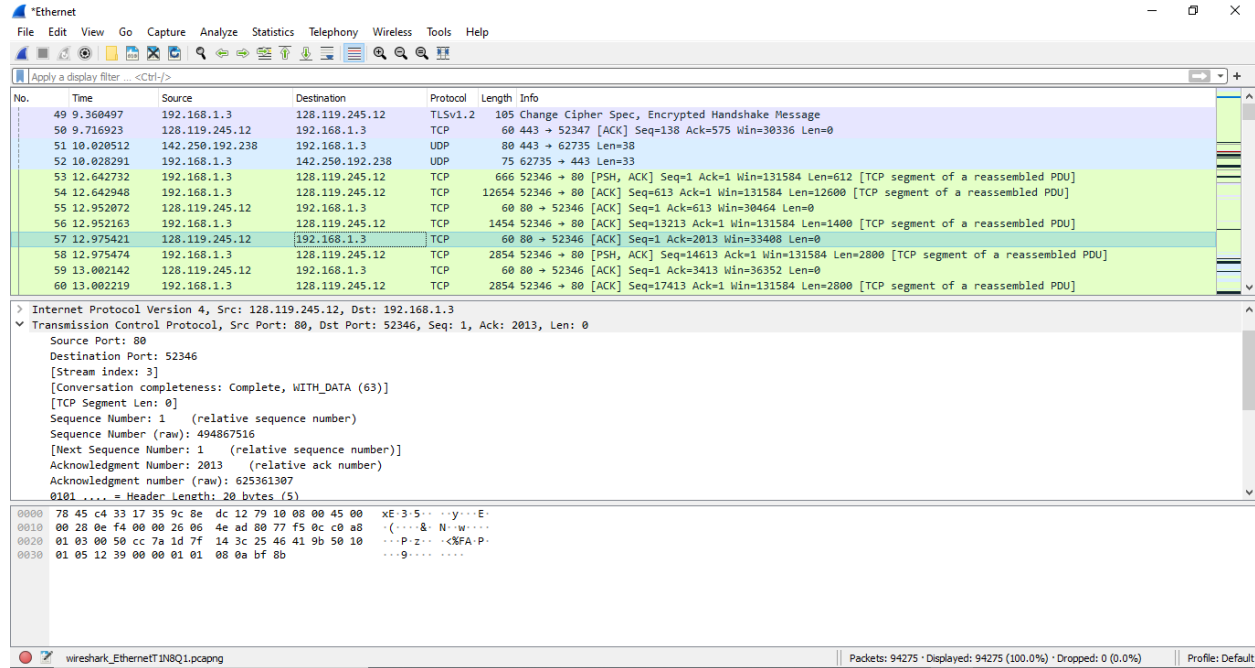 *Ethernet
File Edit View Go Capture Analyze Statistics Telephony Wireless Tools Help
Apply a display filter ... <Ctrl-/>
No. Time Source Destination Protocol Length Info
49 9.360497 192.168.1.3 128.119.245.12 TLSv1.2 105 Change Cipher Spec, Encrypted Handshake Message
50 9.716923 128.119.245.12 192.168.1.3 TCP 60 443 → 52347 [ACK] Seq=138 Ack=575 Win=30336 Len=0
51 10.020512 142.250.192.238 192.168.1.3 UDP 80 443 → 62735 Len=38
52 10.028291 192.168.1.3 142.250.192.238 UDP 75 62735 → 443 Len=33
53 12.642732 192.168.1.3 128.119.245.12 TCP 666 52346 → 80 [PSH, ACK] Seq=1 Ack=1 Win=131584 Len=612 [TCP segment of a reassembled PDU]
54 12.642948 192.168.1.3 128.119.245.12 TCP 12654 52346 → 80 [ACK] Seq=613 Ack=1 Win=131584 Len=12600 [TCP segment of a reassembled PDU]
55 12.952072 128.119.245.12 192.168.1.3 TCP 60 80 → 52346 [ACK] Seq=1 Ack=613 Win=30464 Len=0
56 12.952163 192.168.1.3 128.119.245.12 TCP 1454 52346 → 80 [ACK] Seq=13213 Ack=1 Win=131584 Len=1400 [TCP segment of a reassembled PDU]
57 12.975421 128.119.245.12 192.168.1.3 TCP 60 80 → 52346 [ACK] Seq=1 Ack=2013 Win=33408 Len=0
58 12.975474 192.168.1.3 128.119.245.12 TCP 2854 52346 → 80 [PSH, ACK] Seq=14613 Ack=1 Win=131584 Len=2800 [TCP segment of a reassembled PDU]
59 13.002142 128.119.245.12 192.168.1.3 TCP 60 80 → 52346 [ACK] Seq=1 Ack=3413 Win=36352 Len=0
60 13.002219 192.168.1.3 128.119.245.12 TCP 2854 52346 → 80 [ACK] Seq=17413 Ack=1 Win=131584 Len=2800 [TCP segment of a reassembled PDU]
Internet Protocol Version 4, Src: 128.119.245.12, Dst: 192.168.1.3
Transmission Control Protocol, Src Port: 80, Dst Port: 52346, Seq: 1, Ack: 2013, Len: 0
Source Port: 80
Destination Port: 52346
[Stream index: 3]
[Conversation completeness: Complete, WITH_DATA (63)]
[TCP Segment Len: 0]
Sequence Number: 1 (relative sequence number)
Sequence Number (raw): 494867516
[Next Sequence Number: 1 (relative sequence number)]
Acknowledgment Number: 2013 (relative ack number)
Acknowledgment number (raw): 625361307
0101 .... = Header Length: 20 bytes (5)
0000 78 45 c4 33 17 35 9c 8e dc 12 79 10 08 00 45 00 xE·3·5·· ··y···E·
0010 00 28 0e f4 00 00 26 06 4e ad 80 77 f5 0c c0 a8 ·(····&· N··w····
0020 01 03 00 50 cc 7a 1d 7f 14 3c 25 46 41 9b 50 10 ···P·z·· ·<%FA·P·
0030 01 05 12 39 00 00 01 01 08 0a bf 8b ···9···· ····
wireshark_EthernetT1N8Q1.pcapng
Packets: 94275 · Displayed: 94275 (100.0%) · Dropped: 0 (0.0%)
Profile: Default